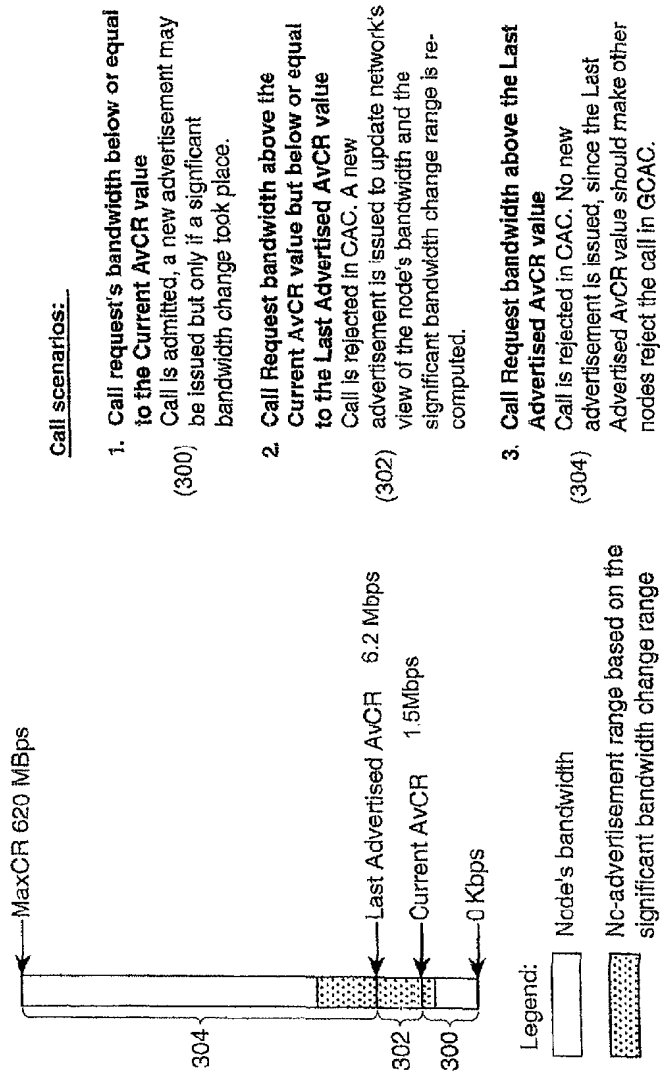 MaxCR 620 MBps
Last Advertised AvCR 6.2 Mbps
Current AvCR 1.5Mbps
0 Kbps
304
302
300
Legend:
Node's bandwidth
No-advertisement range based on the
significant bandwidth change range
Call scenarios:
1. Call request's bandwidth below or equal
to the Current AvCR value
Call is admitted, a new advertisement may
be issued but only if a signficant
bandwidth change took place.
(300)
2. Call Request bandwidth above the
Current AvCR value but below or equal
to the Last Advertised AvCR value
Call is rejected in CAC. A new
advertisement is issued to update network's
view of the node's bandwidth and the
significant bandwidth change range is re-
computed.
(302)
3. Call Request bandwidth above the Last
Advertised AvCR value
Call is rejected in CAC. No new
advertisement is issued, since the Last
Advertised AvCR value should make other
nodes reject the call in GCAC.
(304)